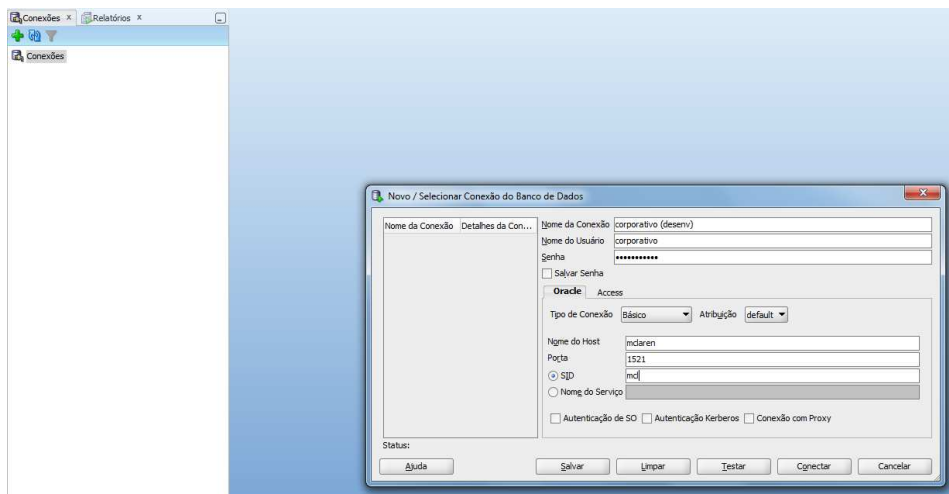 Conexões x Relatórios x
Conexões
Novo / Selecionar Conexão do Banco de Dados
Nome da Conexão Detalhes da Con...
Nome da Conexão corporativo (desenv)
Nome do Usuário corporativo
Senha •••••••••••
Salvar Senha
Oracle Access
Tipo de Conexão Básico Atribuição default
Nome do Host mclaren
Porta 1521
SID mcl
Nome do Serviço
Autenticação de SO Autenticação Kerberos Conexão com Proxy
Status:
Ajuda Salvar Limpar Testar Conectar Cancelar